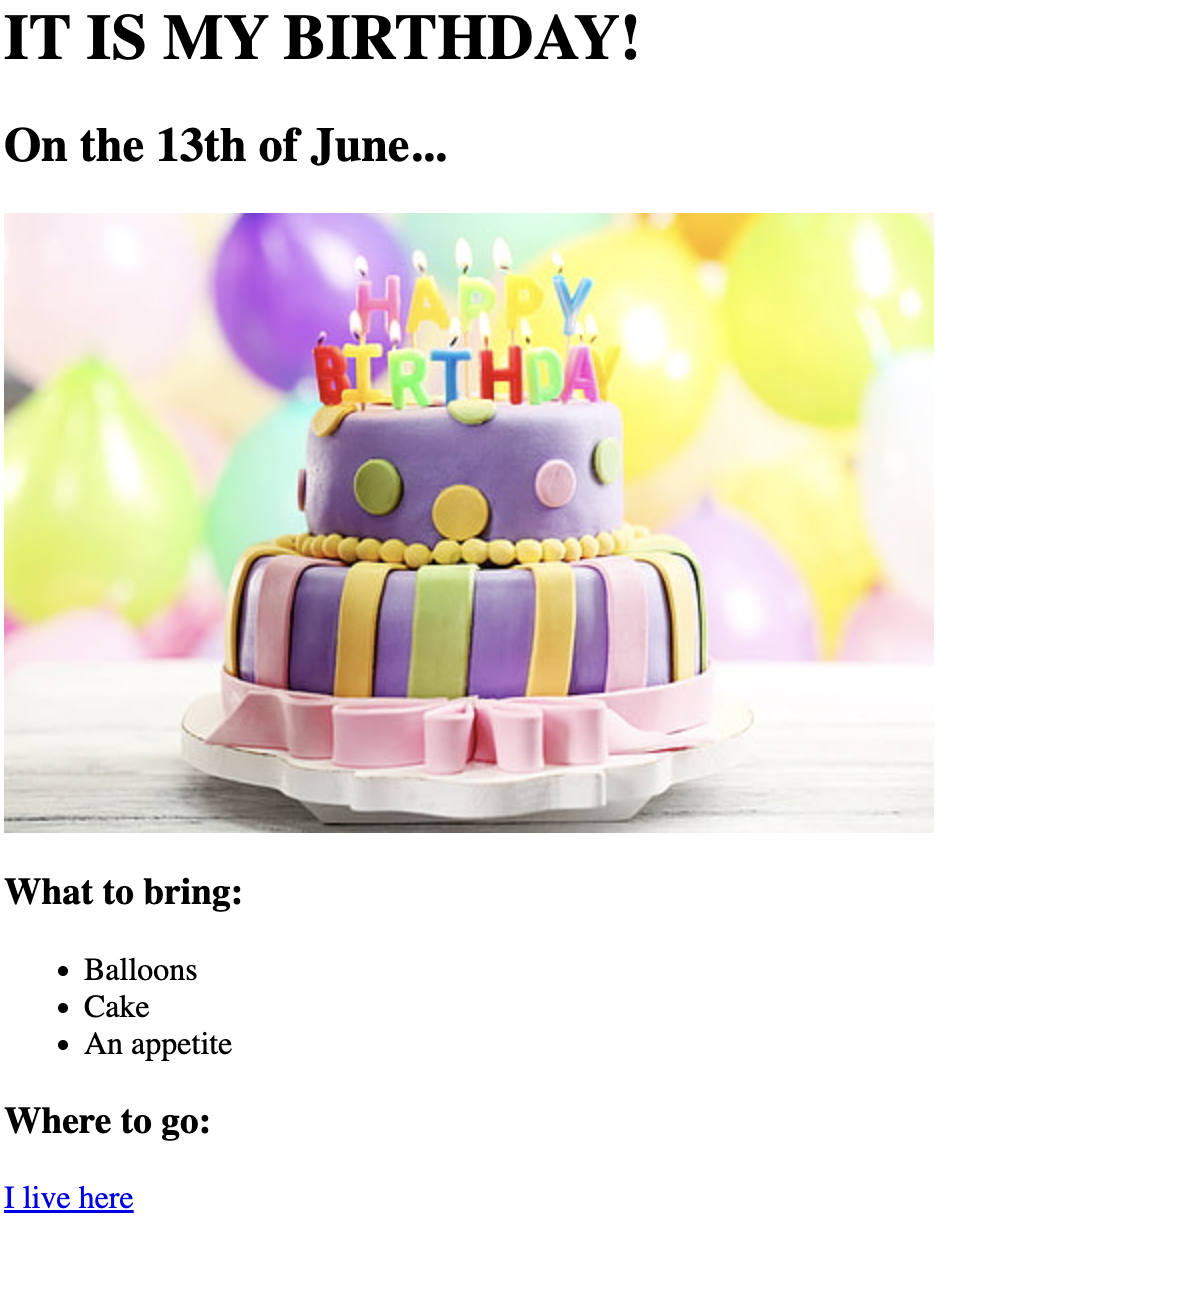 IT IS MY BIRTHDAY!
On the 13th of June...
HAPPY
BIRTHDAY
What to bring:
• Balloons
• Cake
• An appetite
Where to go:
I live here